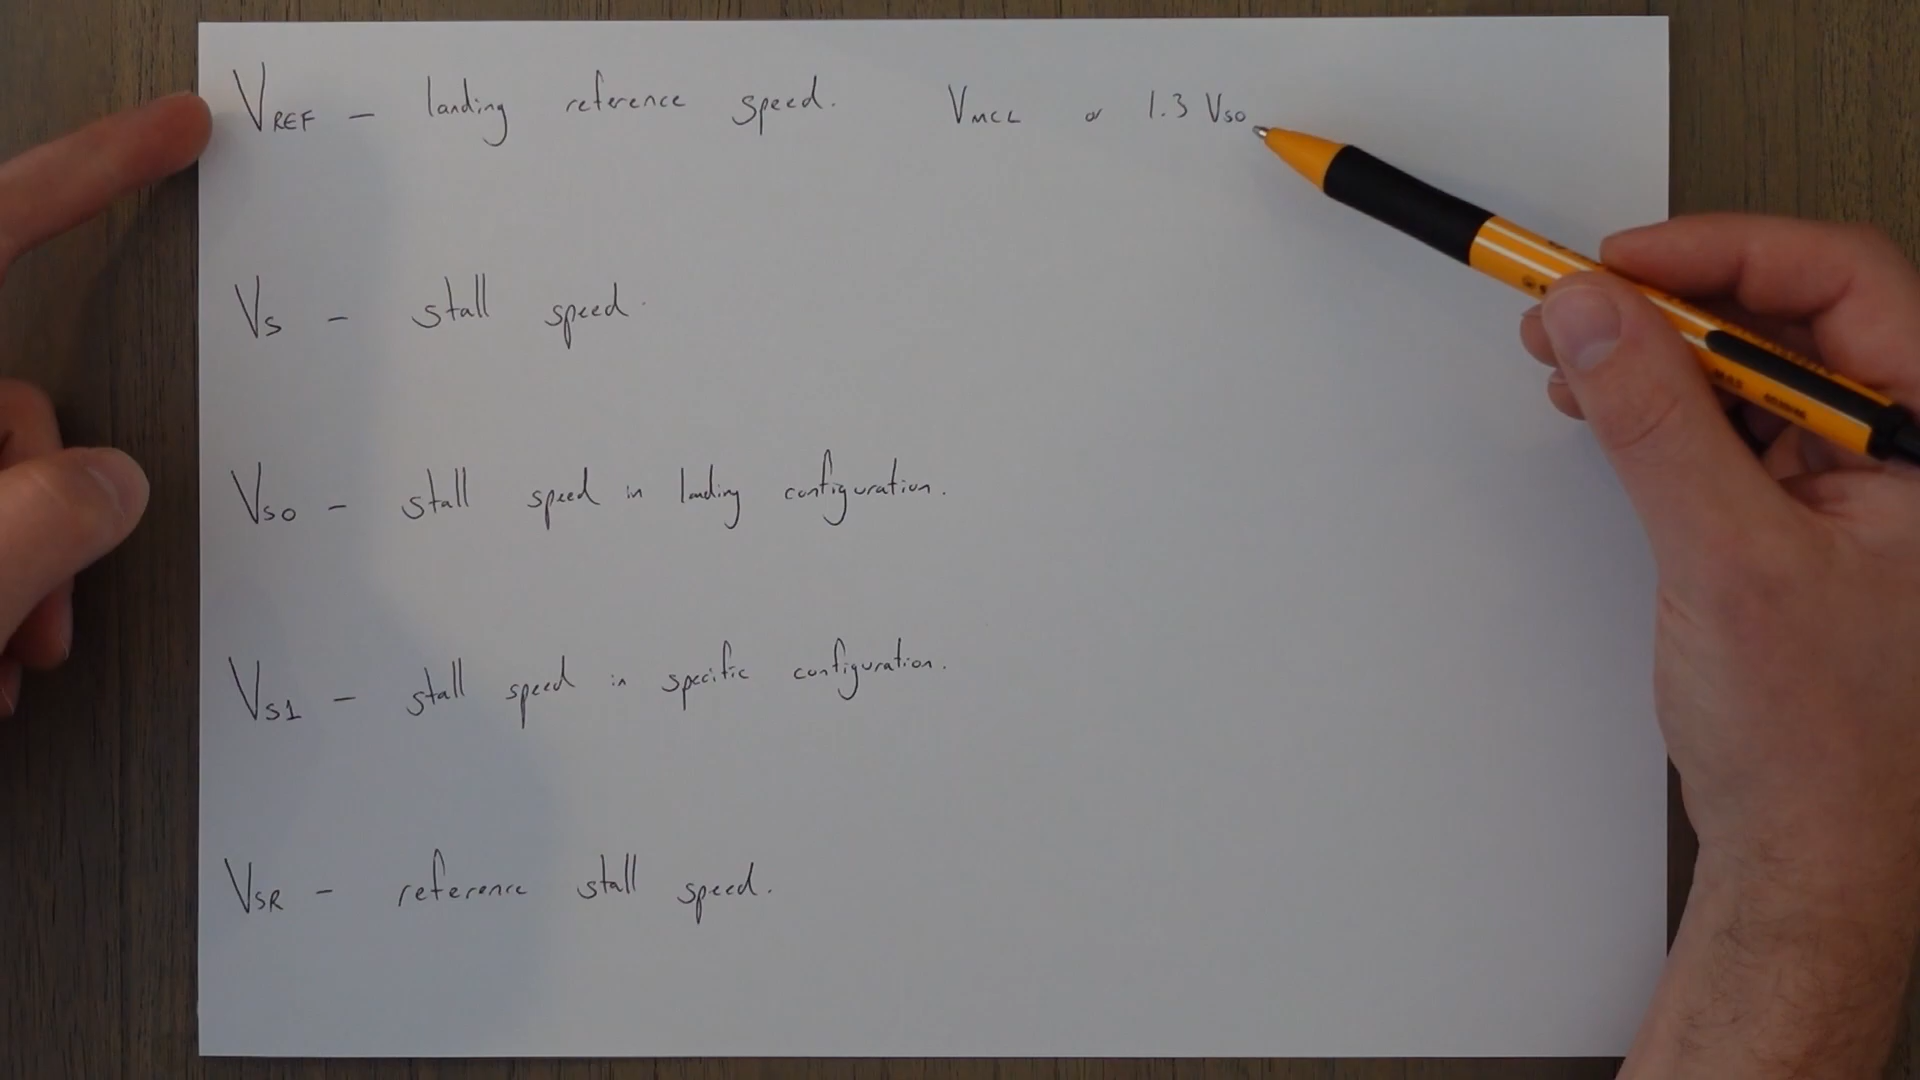 VREF – landing reference speed. VMCL or 1.3 VSO
VS – stall speed.
VSO – stall speed in landing configuration.
VS1 – stall speed in specific configuration.
VSR – reference stall speed.